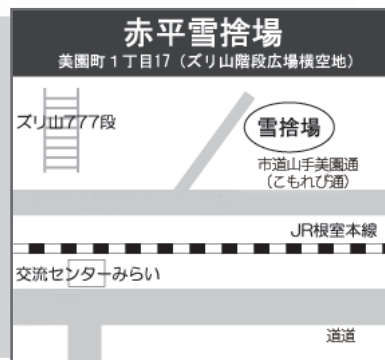 赤平雪捨場
美園町1丁目17（ズリ山階段広場横空地）
ズリ山777段
雪捨場
市道山手美園通
（こもれび通）
JR根室本線
交流センターみらい
道道